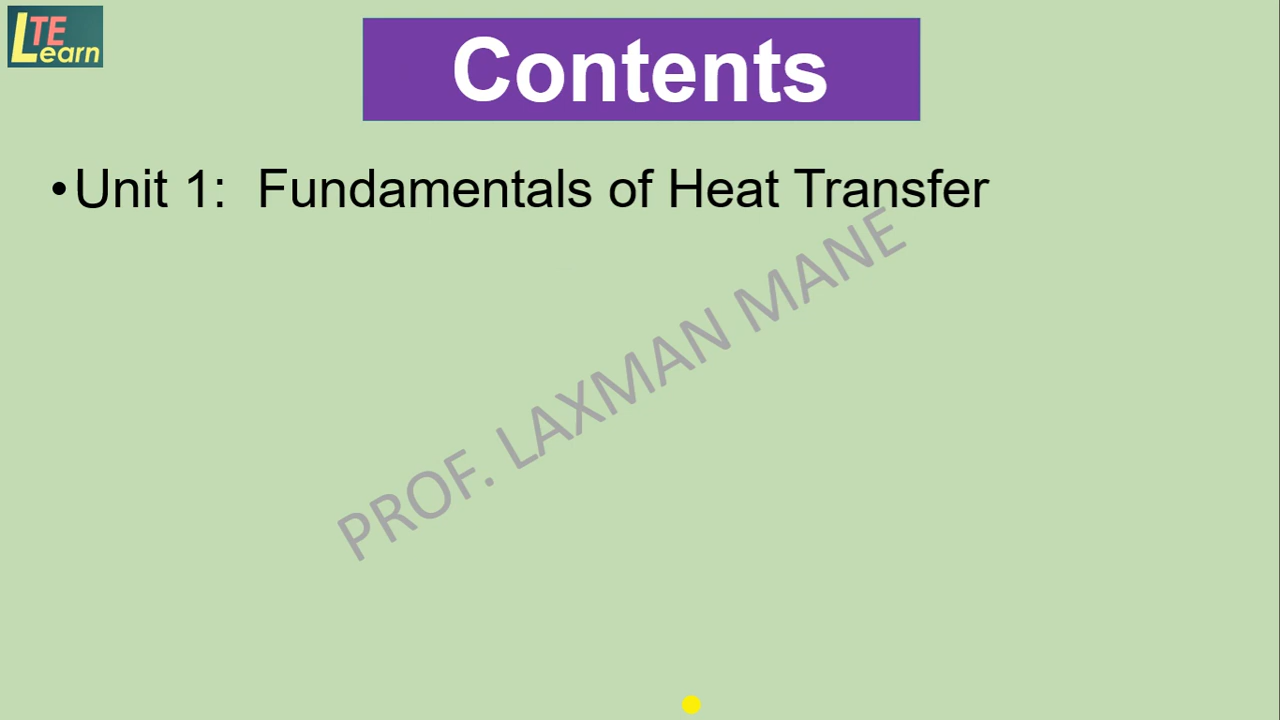 LTE
Learn
Contents
•Unit 1:  Fundamentals of Heat Transfer
PROF. LAXMAN MANE